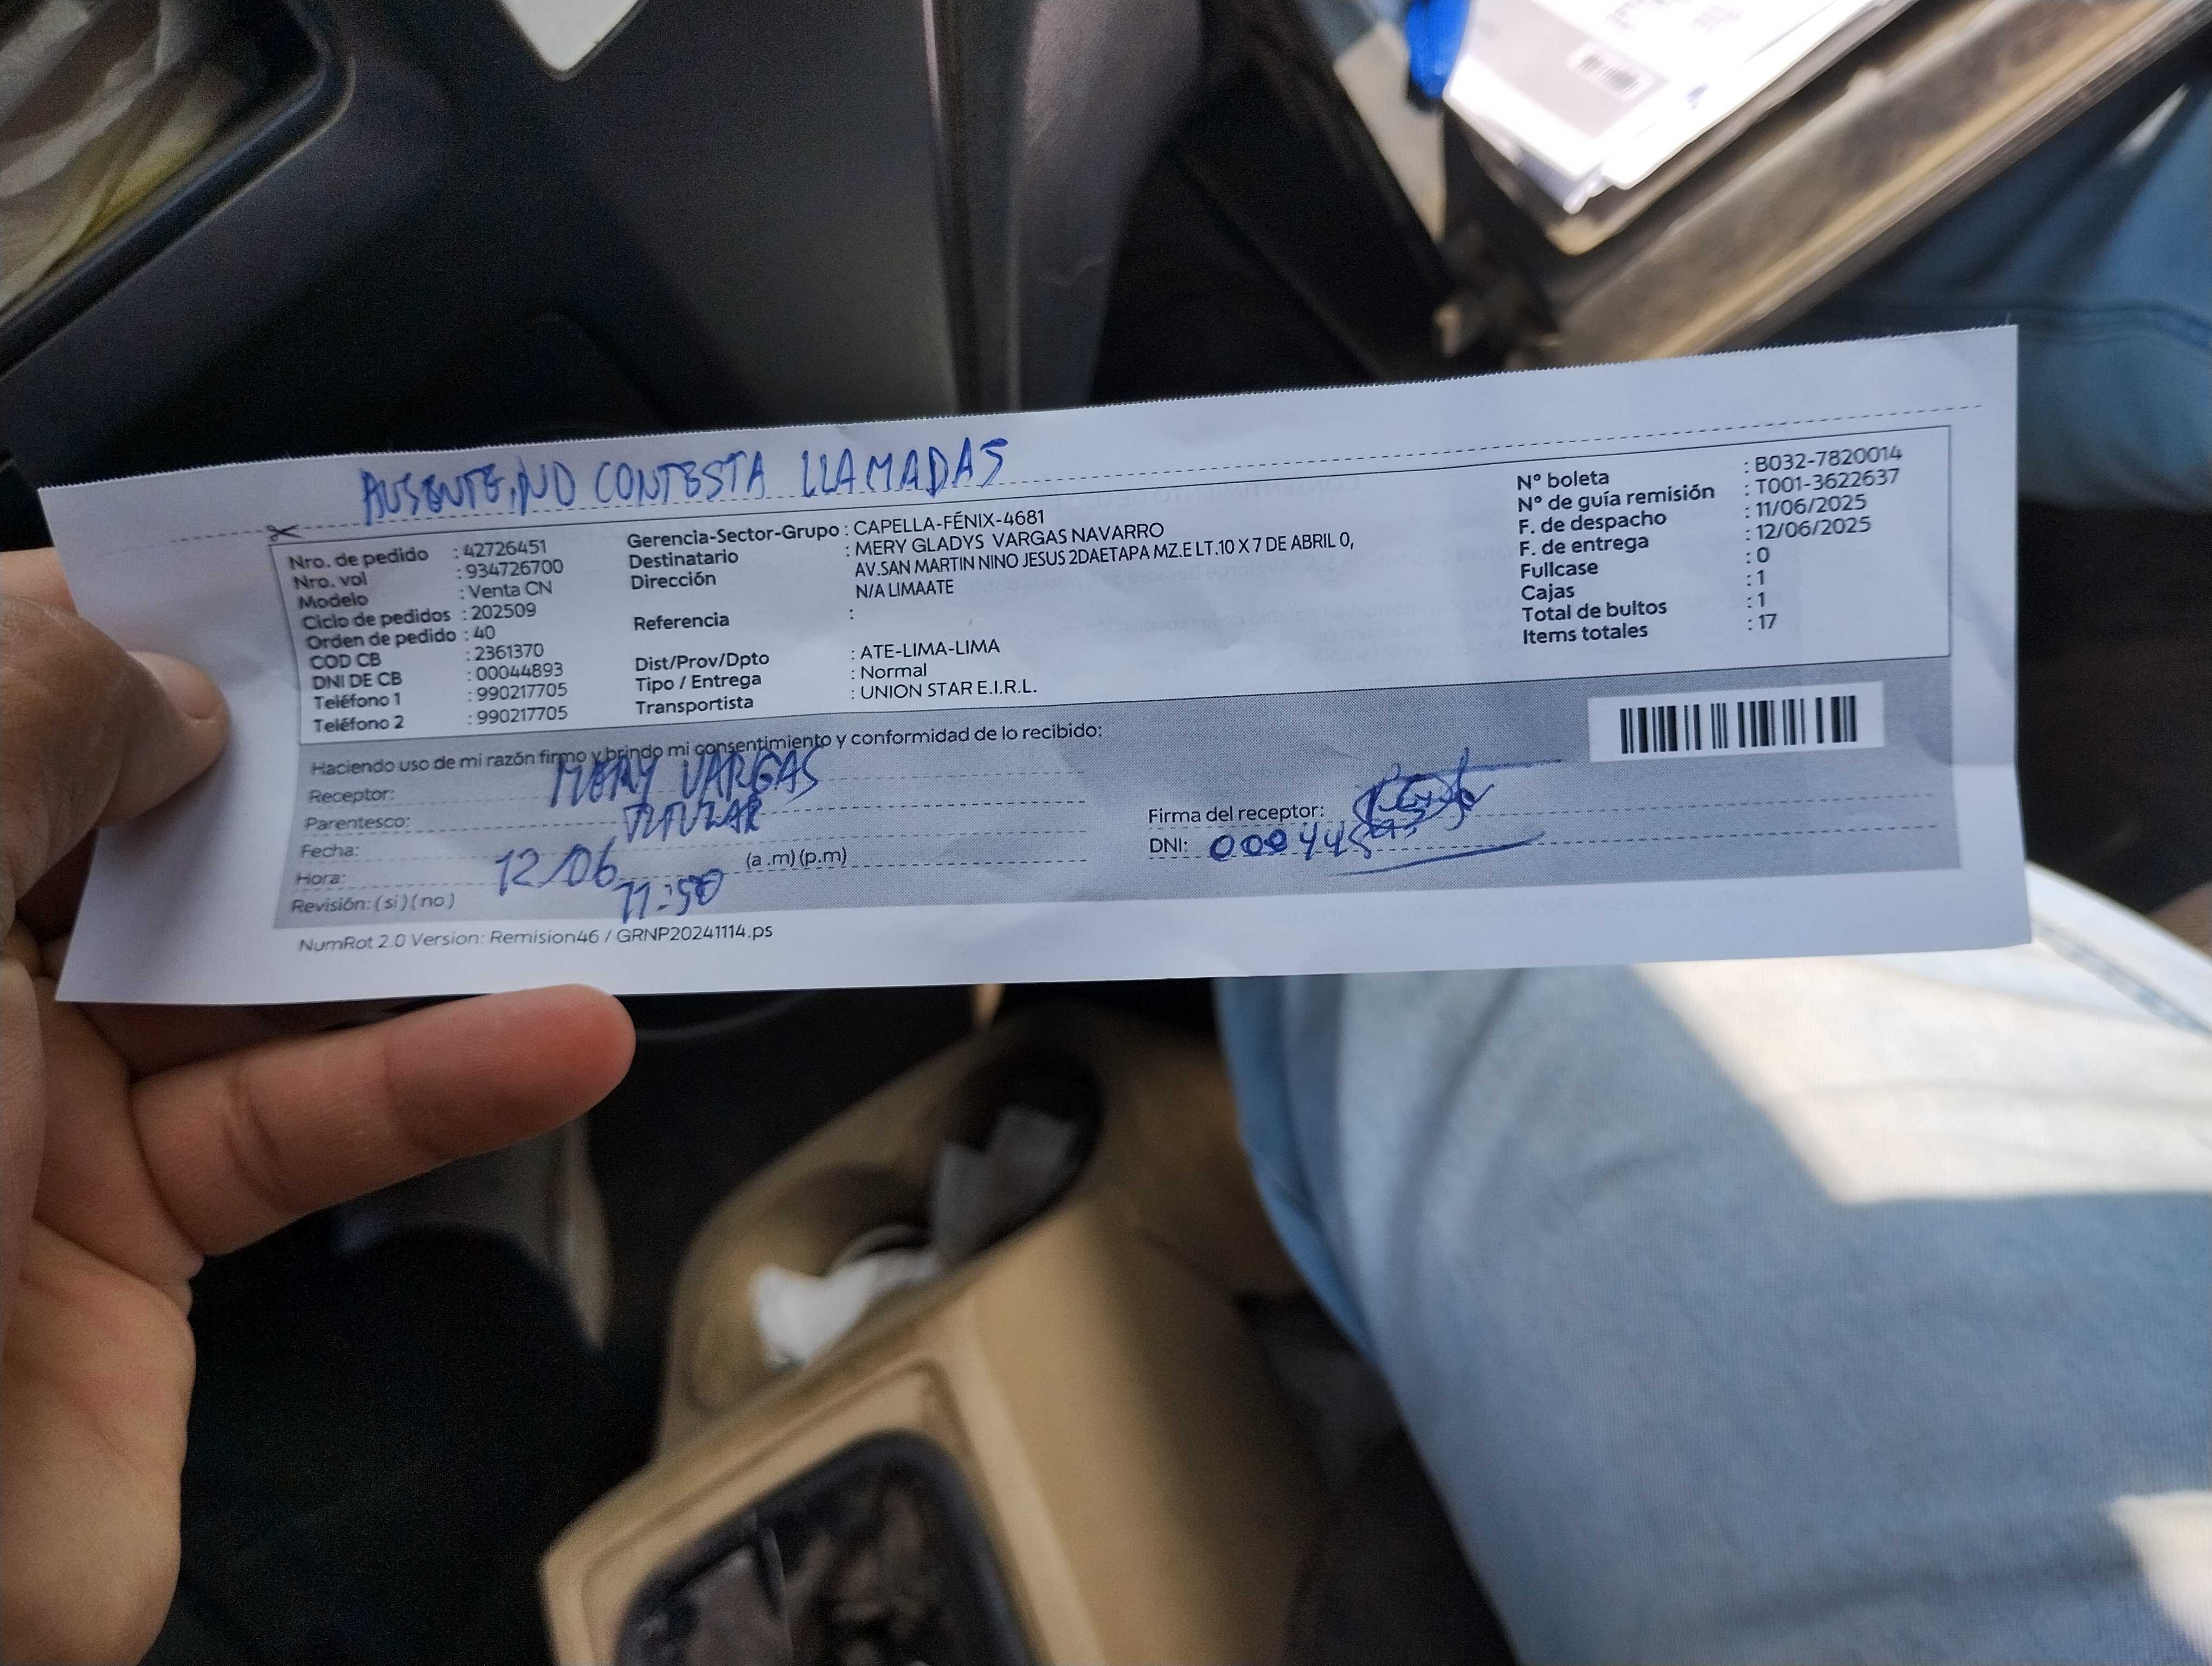 AUSENTE, NO CONTESTA LLAMADAS
Nro. de pedido : 42726451
Nro. vol : 934726700
Modelo : Venta CN
Ciclo de pedidos : 202509
Orden de pedido : 40
COD CB : 2361370
DNI DE CB : 00044893
Teléfono 1 : 990217705
Teléfono 2 : 990217705
Gerencia-Sector-Grupo : CAPELLA-FÉNIX-4681
Destinatario : MERY GLADYS VARGAS NAVARRO
Dirección AV.SAN MARTIN NINO JESUS 2DAETAPA MZ.E LT.10 X 7 DE ABRIL 0,
N/A LIMAATE
Referencia :
Dist/Prov/Dpto : ATE-LIMA-LIMA
Tipo / Entrega : Normal
Transportista : UNION STAR E.I.R.L.
Nº boleta : B032-7820014
Nº de guía remisión : T001-3622637
F. de despacho : 11/06/2025
F. de entrega : 12/06/2025
Fullcase : 0
Cajas : 1
Total de bultos : 1
Items totales : 17
Haciendo uso de mi razón firmo y brindo mi consentimiento y conformidad de lo recibido:
Receptor: MERY VARGAS
Parentesco: TITULAR
Fecha: 12/06
Hora: 11:50 (a .m) (p.m)
Revisión: ( si ) ( no )
Firma del receptor:
DNI:
NumRot 2.0 Version: Remision46 / GRNP20241114.ps